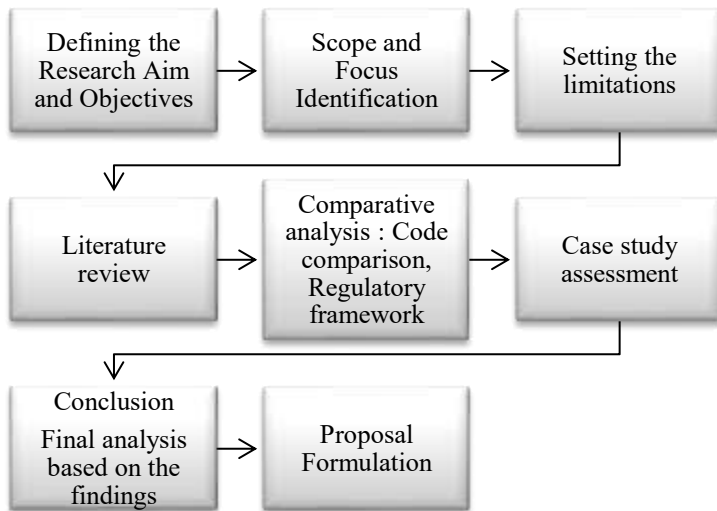 Defining the
Research Aim
and Objectives
Scope and
Focus
Identification
Setting the
limitations
Literature
review
Comparative
analysis : Code
comparison,
Regulatory
framework
Case study
assessment
Conclusion
Final analysis
based on the
findings
Proposal
Formulation